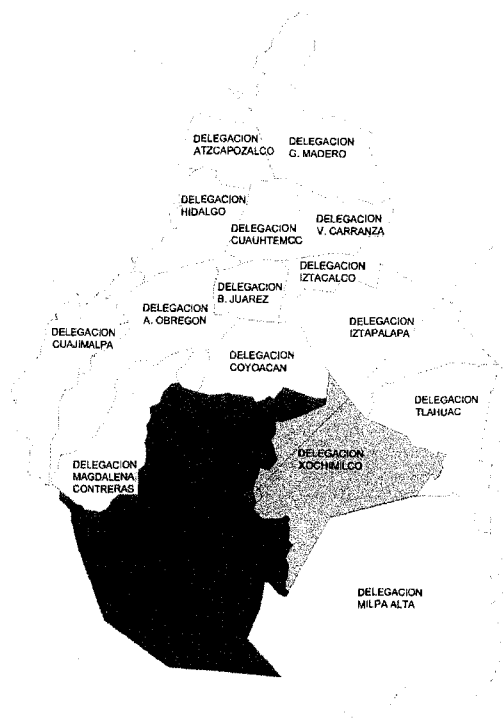 DELEGACION
ATZCAPOZALCO
DELEGACION
G. MADERO
DELEGACION
HIDALGO
DELEGACION
CUAUHTEMOC
DELEGACION
V. CARRANZA
DELEGACION
IZTACALCO
DELEGACION
B. JUAREZ
DELEGACION
A. OBREGON
DELEGACION
IZTAPALAPA
DELEGACION
CUAJIMALPA
DELEGACION
COYOACAN
DELEGACION
TLAHUAC
DELEGACION
XOCHIMILCO
DELEGACION
MAGDALENA
CONTRERAS
DELEGACION
MILPA ALTA